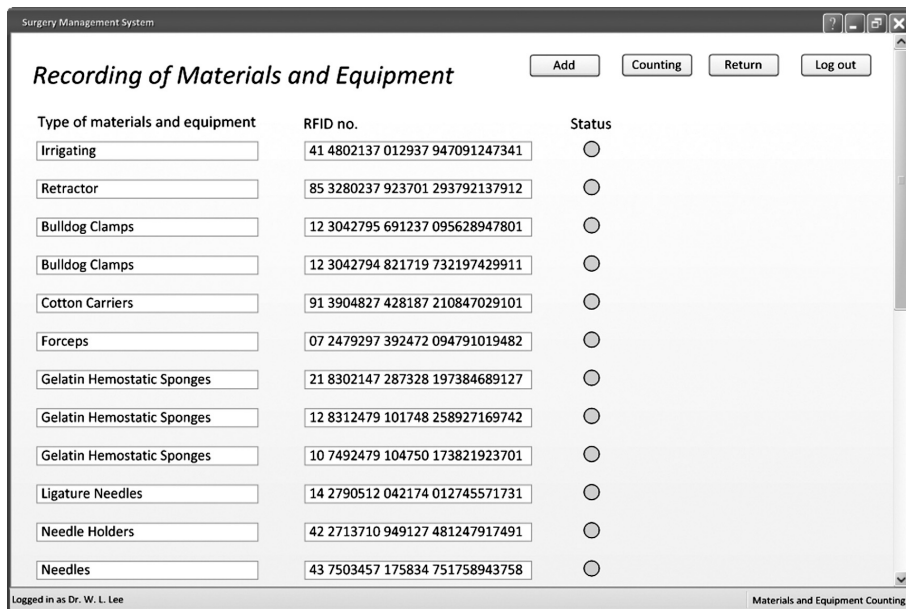 Surgery Management System
Recording of Materials and Equipment
Add Counting Return Log out
Type of materials and equipment RFID no. Status
Irrigating 41 4802137 012937 947091247341
Retractor 85 3280237 923701 293792137912
Bulldog Clamps 12 3042795 691237 095628947801
Bulldog Clamps 12 3042794 821719 732197429911
Cotton Carriers 91 3904827 428187 210847029101
Forceps 07 2479297 392472 094791019482
Gelatin Hemostatic Sponges 21 8302147 287328 197384689127
Gelatin Hemostatic Sponges 12 8312479 101748 258927169742
Gelatin Hemostatic Sponges 10 7492479 104750 173821923701
Ligature Needles 14 2790512 042174 012745571731
Needle Holders 42 2713710 949127 481247917491
Needles 43 7503457 175834 751758943758
Logged in as Dr. W. L. Lee Materials and Equipment Counting